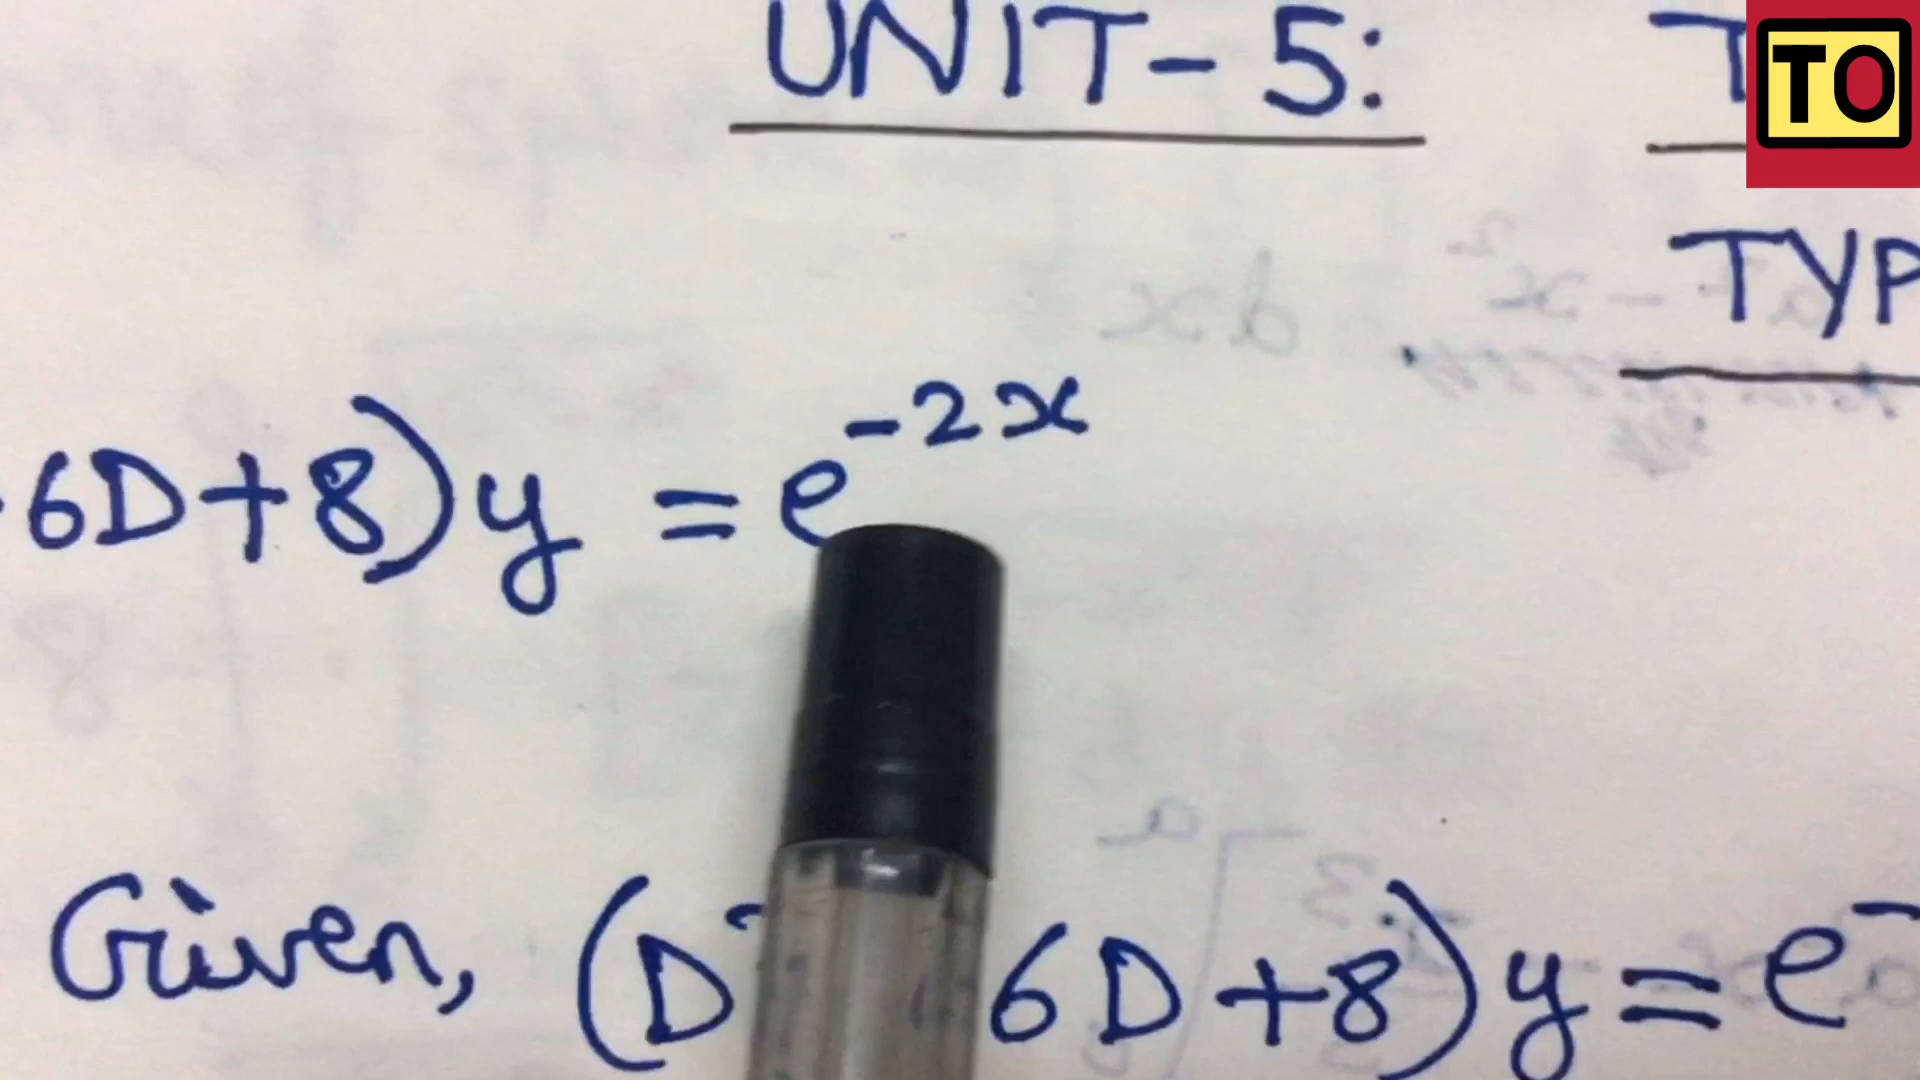 UNIT-5: T
TO
TYP
6D+8)y = e^{-2x}
Given, (D 6D+8)y = e^-